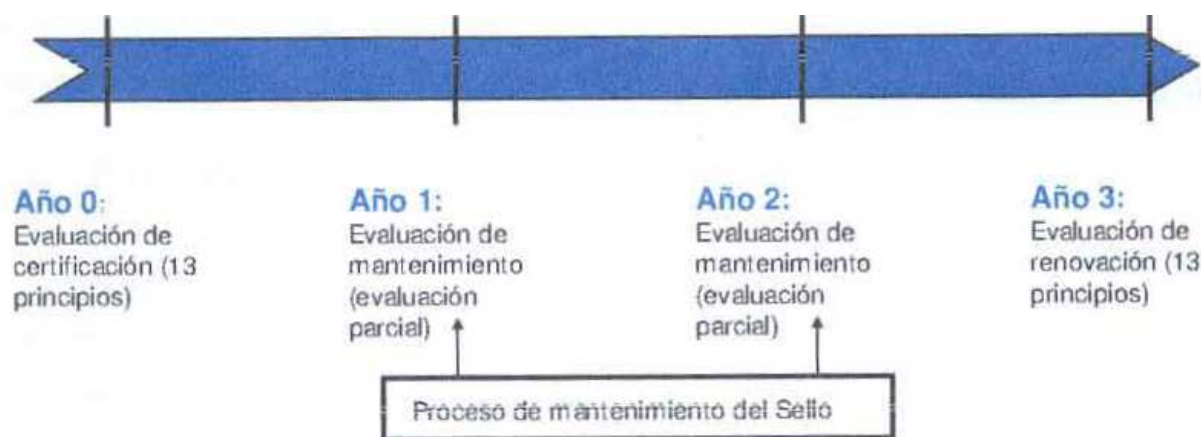 Año 0:
Evaluación de
certificación (13
principios)
Año 1:
Evaluación de
mantenimiento
(evaluación
parcial)
Año 2:
Evaluación de
mantenimiento
(evaluación
parcial)
Año 3:
Evaluación de
renovación (13
principios)
Proceso de mantenimiento del Sello